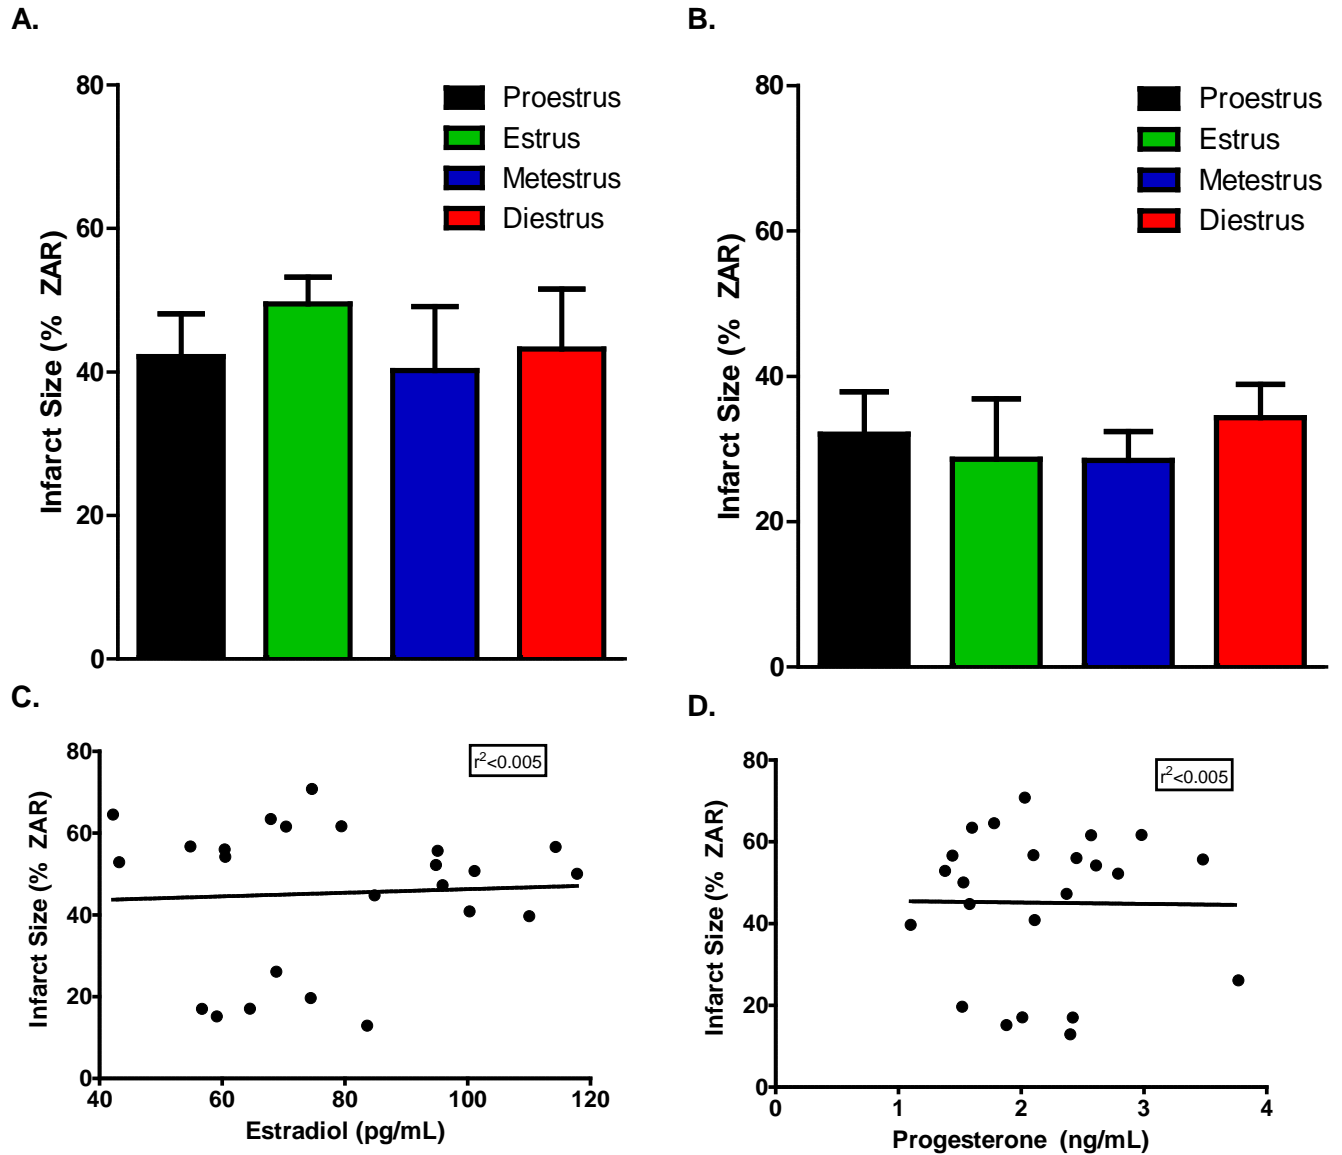 A.
80
60
40
20
0
Infarct Size (% ZAR)
Proestrus
Estrus
Metestrus
Diestrus
B.
80
60
40
20
0
Infarct Size (% ZAR)
Proestrus
Estrus
Metestrus
Diestrus
C.
80
60
40
20
0
Infarct Size (% ZAR)
r²<0.005
40 60 80 100 120
Estradiol (pg/mL)
D.
80
60
40
20
0
Infarct Size (% ZAR)
r²<0.005
0 1 2 3 4
Progesterone (ng/mL)